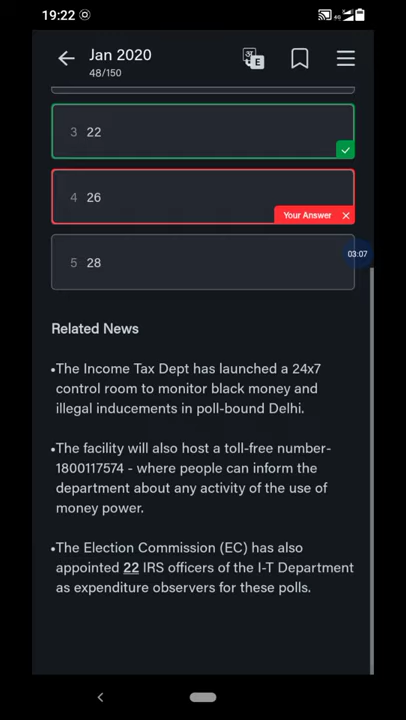 19:22
4G
Jan 2020
48/150
अ
E
3 22
4 26
Your Answer ×
5 28
03:07
Related News
•The Income Tax Dept has launched a 24x7
control room to monitor black money and
illegal inducements in poll-bound Delhi.
•The facility will also host a toll-free number-
1800117574 - where people can inform the
department about any activity of the use of
money power.
•The Election Commission (EC) has also
appointed 22 IRS officers of the I-T Department
as expenditure observers for these polls.